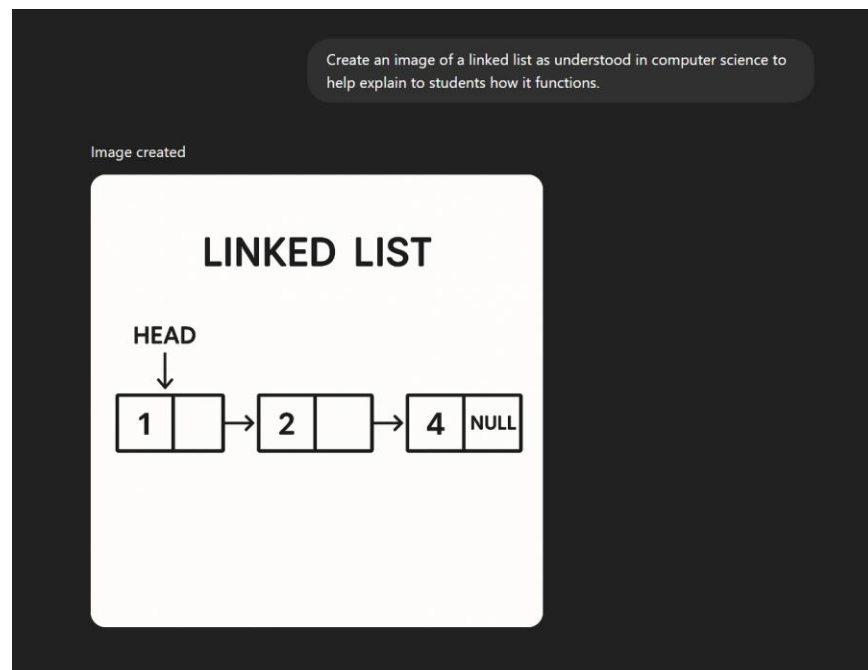 Create an image of a linked list as understood in computer science to
help explain to students how it functions.
Image created
LINKED LIST
HEAD
1 2 4 NULL